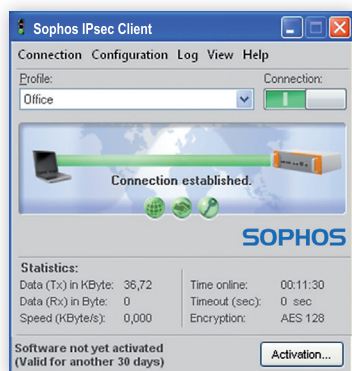 Sophos IPsec Client
Connection Configuration Log View Help
Profile: Connection:
Office
Connection established.
SOPHOS
Statistics:
Data (Tx) in KByte: 36,72 Time online: 00:11:30
Data (Rx) in Byte: 0 Timeout (sec): 0 sec
Speed (KByte/s): 0,000 Encryption: AES 128
Software not yet activated
(Valid for another 30 days) Activation...